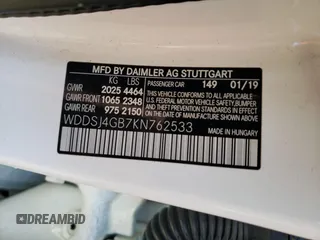 MFD BY DAIMLER AG STUTTGART
PASSENGER CAR 149 01/19
KG LBS
GVWR 2025 4464
GAWR FRONT 1065 2348
GAWR REAR 975 2150
THIS VEHICLE CONFORMS TO ALL
APPLICABLE U.S. FEDERAL MOTOR
VEHICLE SAFETY, BUMPER, AND
THEFT PREVENTION STANDARDS
IN EFFECT ON THE DATE OF
MANUFACTURE SHOWN ABOVE.
WDDSJ4GB7KN762533
MADE IN
DREAMBID